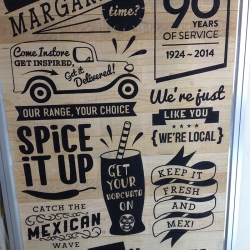 MARGAR
time?
90
YEARS
OF SERVICE
1924~2014
Come Instore
GET INSPIRED,
Get it
Delivered!
OUR RANGE, YOUR CHOICE
We're just
LIKE YOU
{WE'RE LOCAL}
SPiCE
iT UP
GET
YOUR
HORCHATA
ON
KEEP IT
FRESH
AND
MEX!
CATCH THE
MEXICAN
WAVE